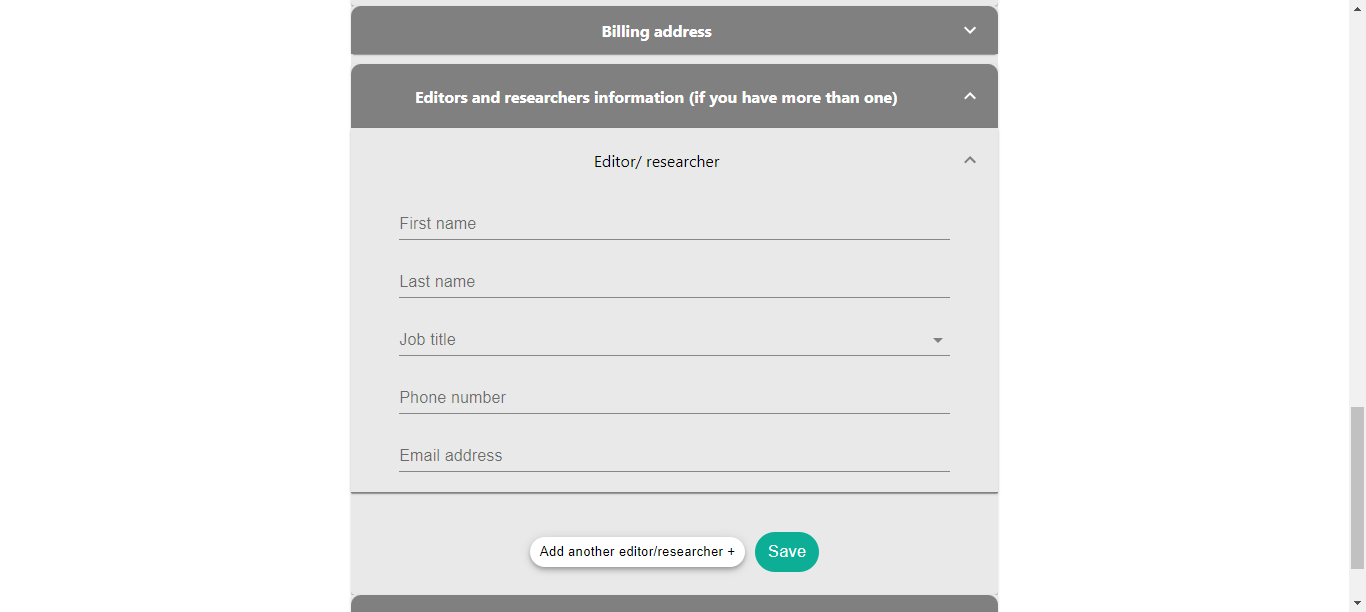 Billing address
Editors and researchers information (if you have more than one)
Editor/ researcher
First name
Last name
Job title
Phone number
Email address
Add another editor/researcher +
Save